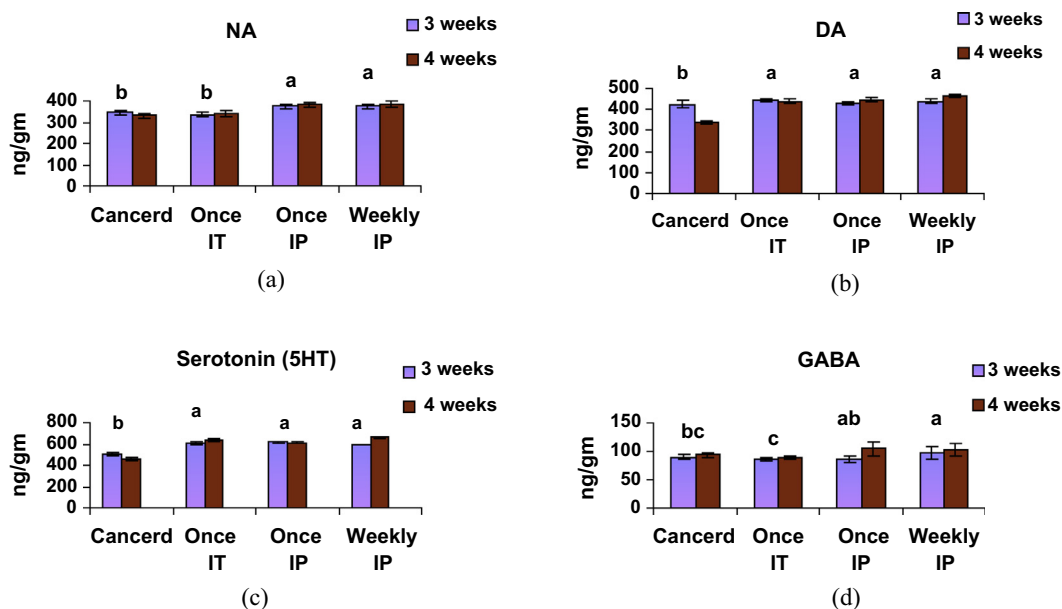 NA
3 weeks
4 weeks
b b a a
ng/gm
400
300
200
100
0
Cancerd Once IT Once IP Weekly IP
(a)
DA
3 weeks
4 weeks
b a a a
ng/gm
500
400
300
200
100
0
Cancerd Once IT Once IP Weekly IP
(b)
Serotonin (5HT)
3 weeks
4 weeks
b a a a
ng/gm
800
600
400
200
0
Cancerd Once IT Once IP Weekly IP
(c)
GABA
3 weeks
4 weeks
bc c ab a
ng/gm
150
100
50
0
Cancerd Once IT Once IP Weekly IP
(d)